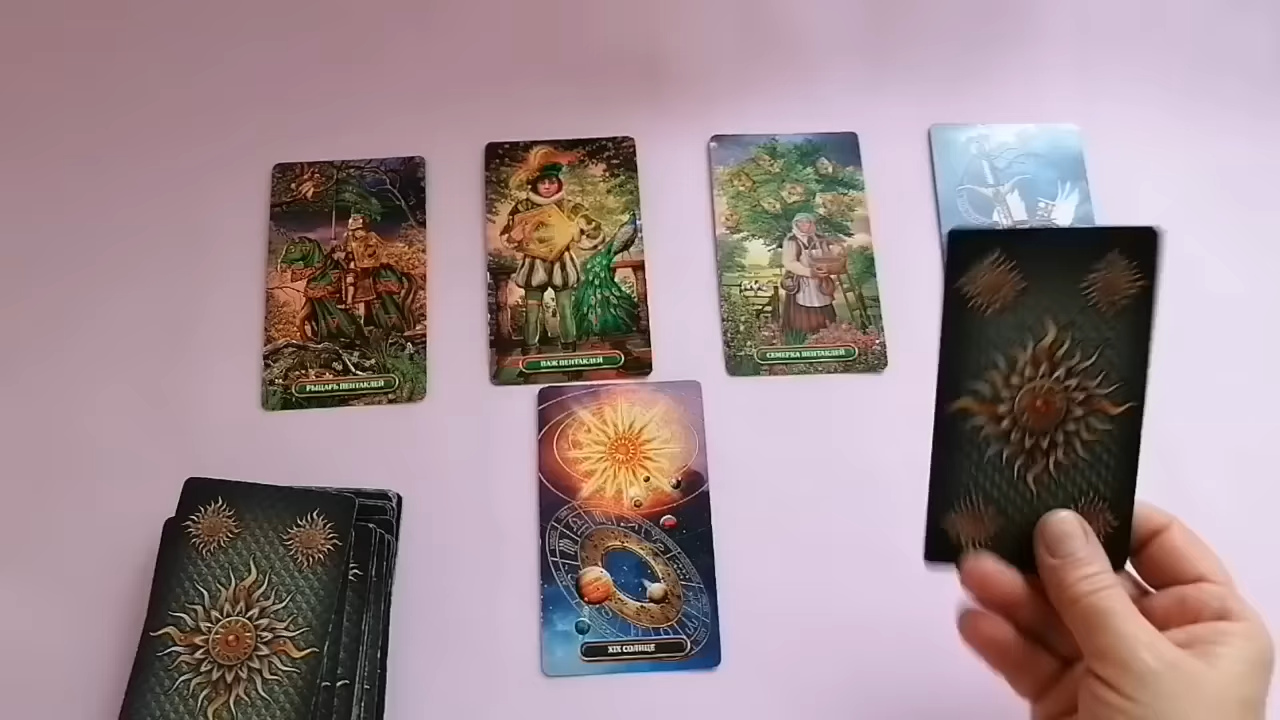 РЫЦАРЬ ПЕНТАКЛЕЙ
ПАЖ ПЕНТАКЛЕЙ
СЕМЕРКА ПЕНТАКЛЕЙ
XIX СОЛНЦЕ